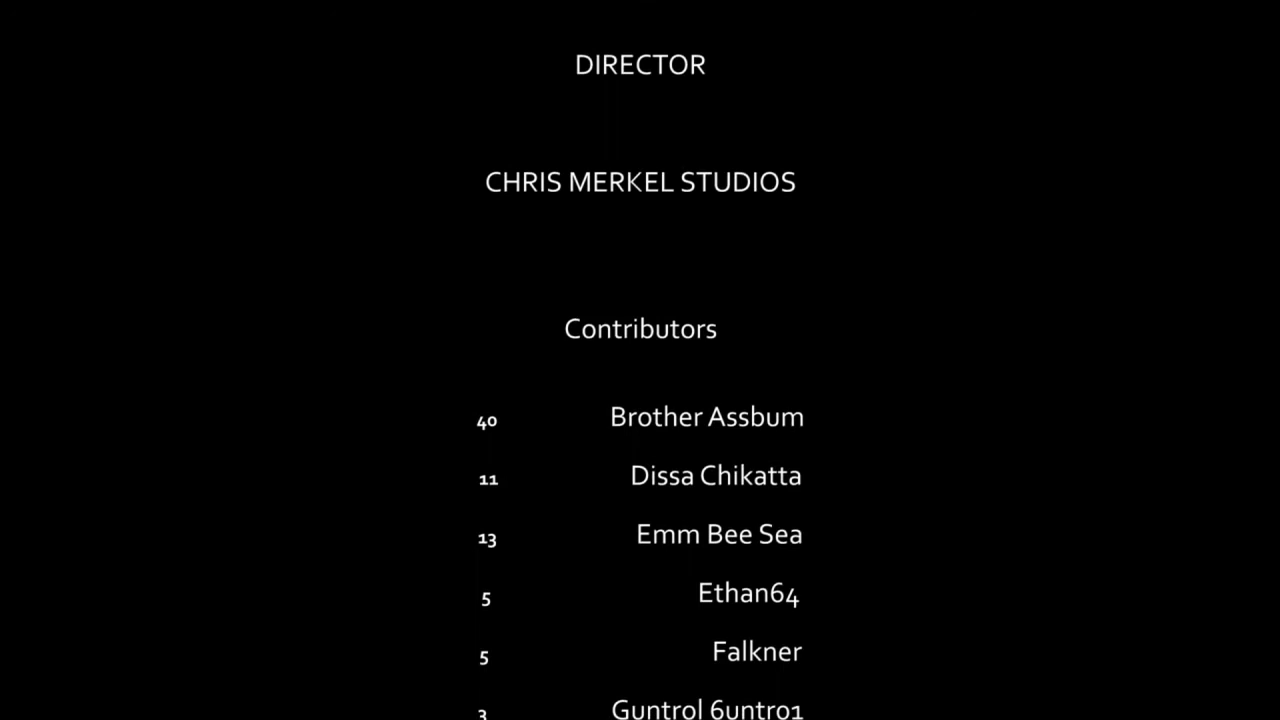 DIRECTOR
CHRIS MERKEL STUDIOS
Contributors
40 Brother Assbum
11 Dissa Chikatta
13 Emm Bee Sea
5 Ethan64
5 Falkner
3 Guntrol 6untro1